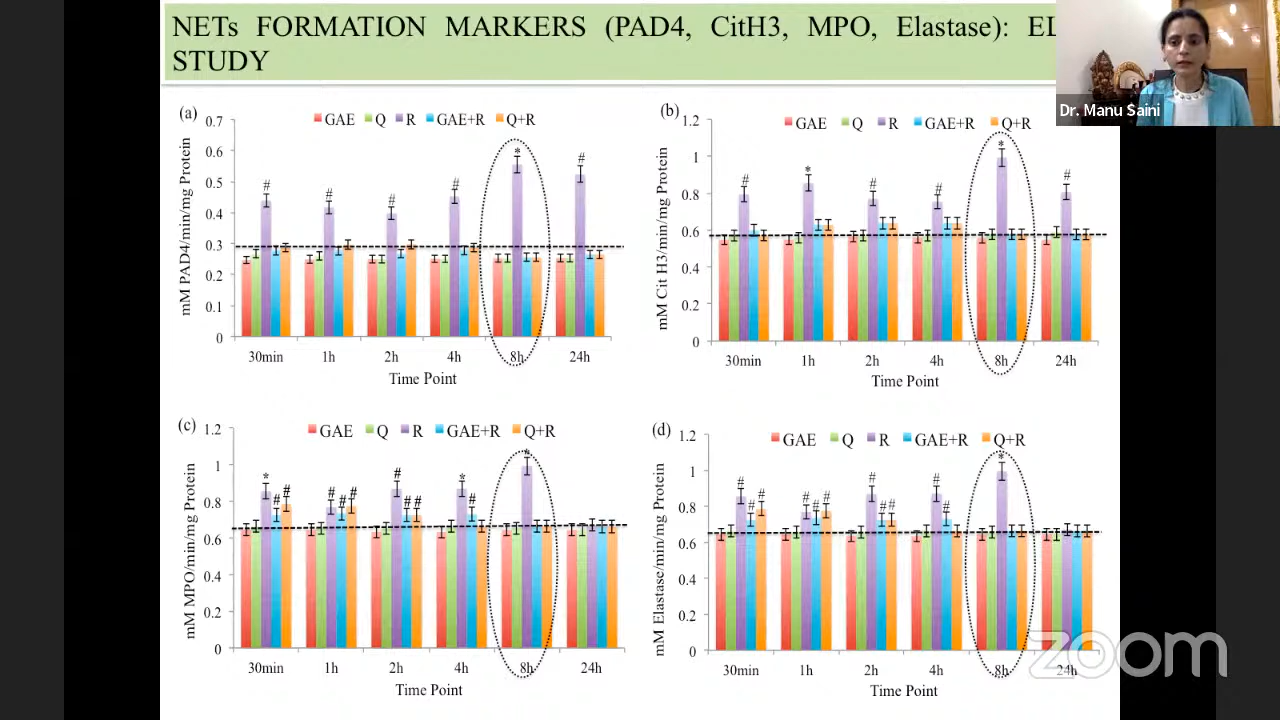 NETs FORMATION MARKERS (PAD4, CitH3, MPO, Elastase):
STUDY
Dr. Manu Saini
(a)
GAE Q R GAE+R Q+R
mM PAD4/min/mg Protein
0.7
0.6
0.5
0.4
0.3
0.2
0.1
0
# # # # * #
30min 1h 2h 4h 8h 24h
Time Point
(b)
GAE Q R GAE+R Q+R
mM Cit H3/min/mg Protein
1.2
1
0.8
0.6
0.4
0.2
0
# * # # * #
30min 1h 2h 4h 8h 24h
Time Point
(c)
GAE Q R GAE+R Q+R
mM MPO/min/mg Protein
1.2
1
0.8
0.6
0.4
0.2
0
* # # # # # # # # * # *
30min 1h 2h 4h 8h 24h
Time Point
(d)
GAE Q R GAE+R Q+R
mM Elastase/min/mg Protein
1.2
1
0.8
0.6
0.4
0.2
0
# # # # # # # # # # # *
30min 1h 2h 4h 8h 24h
Time Point
zoom